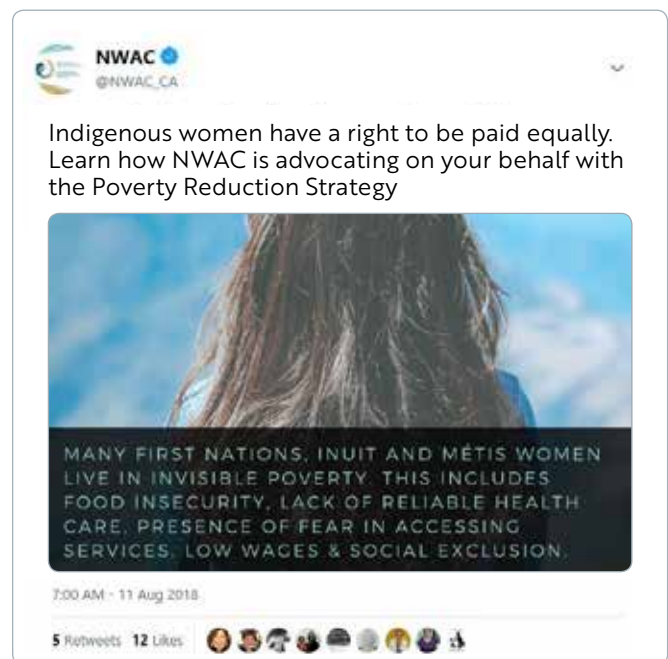 NWAC
@NWAC_CA
Indigenous women have a right to be paid equally.
Learn how NWAC is advocating on your behalf with
the Poverty Reduction Strategy
MANY FIRST NATIONS, INUIT AND MÉTIS WOMEN
LIVE IN INVISIBLE POVERTY. THIS INCLUDES
FOOD INSECURITY, LACK OF RELIABLE HEALTH
CARE, PRESENCE OF FEAR IN ACCESSING
SERVICES, LOW WAGES & SOCIAL EXCLUSION.
7:00 AM - 11 Aug 2018
5 Retweets 12 Likes